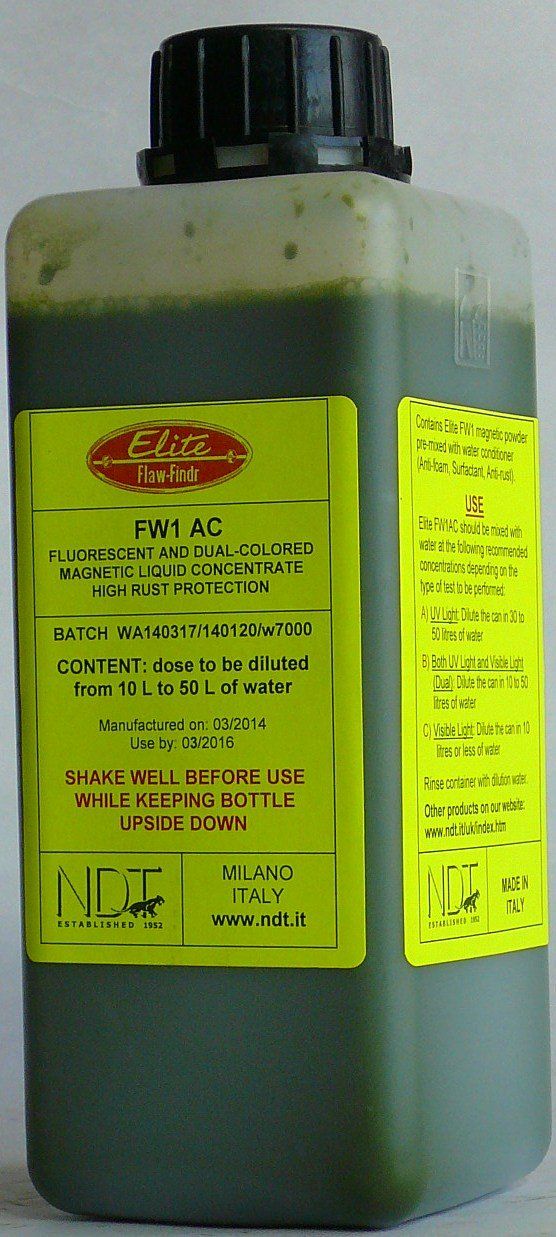 Elite
Flaw-Findr
FW1 AC
FLUORESCENT AND DUAL-COLORED
MAGNETIC LIQUID CONCENTRATE
HIGH RUST PROTECTION
BATCH WA140317/140120/w7000
CONTENT: dose to be diluted
from 10 L to 50 L of water
Manufactured on: 03/2014
Use by: 03/2016
SHAKE WELL BEFORE USE
WHILE KEEPING BOTTLE
UPSIDE DOWN
NDT
ESTABLISHED 1952
MILANO
ITALY
www.ndt.it
Contains Elite FW1 magnetic powder
pre-mixed with water conditioner
(Anti-foam, Surfactant, Anti-rust).
USE
Elite FW1AC should be mixed with
water at the following recommended
concentrations depending on the
type of test to be performed:
A) UV Light: Dilute the can in 30 to
50 litres of water
B) Both UV Light and Visible Light
(Dual): Dilute the can in 10 to 50
litres of water
C) Visible Light: Dilute the can in 10
litres or less of water
Rinse container with dilution water.
Other products on our website:
www.ndt.it/uk/index.htm
NDT
ESTABLISHED 1952
MADE IN
ITALY